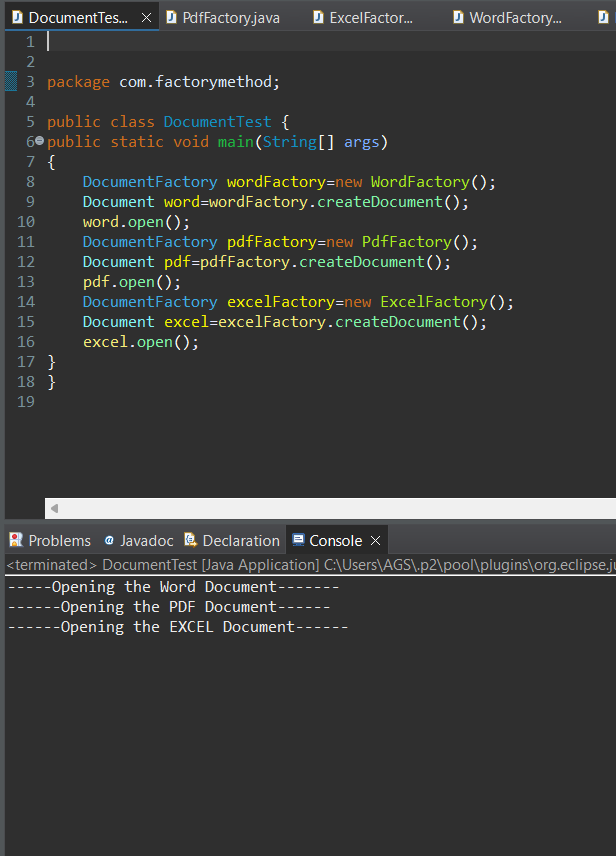 DocumentTes... PdfFactory.java ExcelFactor... WordFactory...
1
2
3 package com.factorymethod;
4
5 public class DocumentTest {
6 public static void main(String[] args)
7 {
8     DocumentFactory wordFactory=new WordFactory();
9     Document word=wordFactory.createDocument();
10     word.open();
11     DocumentFactory pdfFactory=new PdfFactory();
12     Document pdf=pdfFactory.createDocument();
13     pdf.open();
14     DocumentFactory excelFactory=new ExcelFactory();
15     Document excel=excelFactory.createDocument();
16     excel.open();
17 }
18 }
19
Problems Javadoc Declaration Console
<terminated> DocumentTest [Java Application] C:\Users\AGS\.p2\pool\plugins\org.eclipse.ju
-----Opening the Word Document-------
------Opening the PDF Document------
------Opening the EXCEL Document------